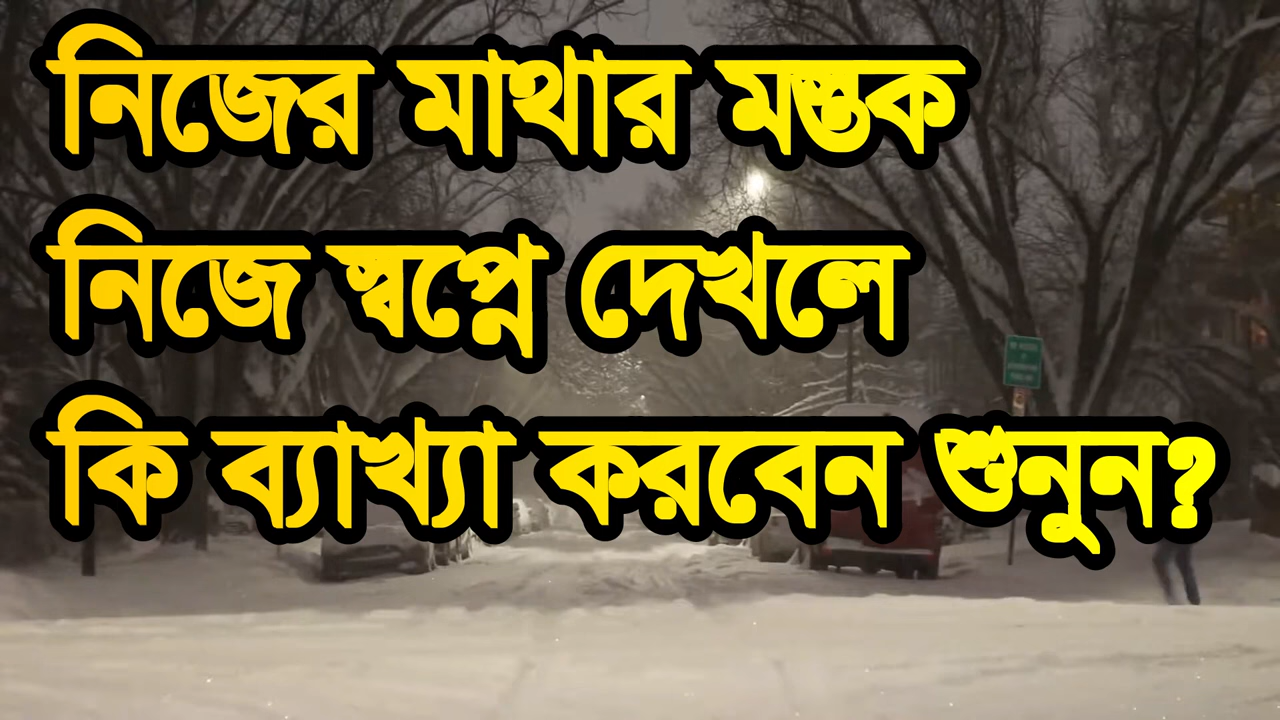 নিজের মাথার মস্তক
নিজে স্বপ্নে দেখলে
কি ব্যাখ্যা করবেন শুনুন?